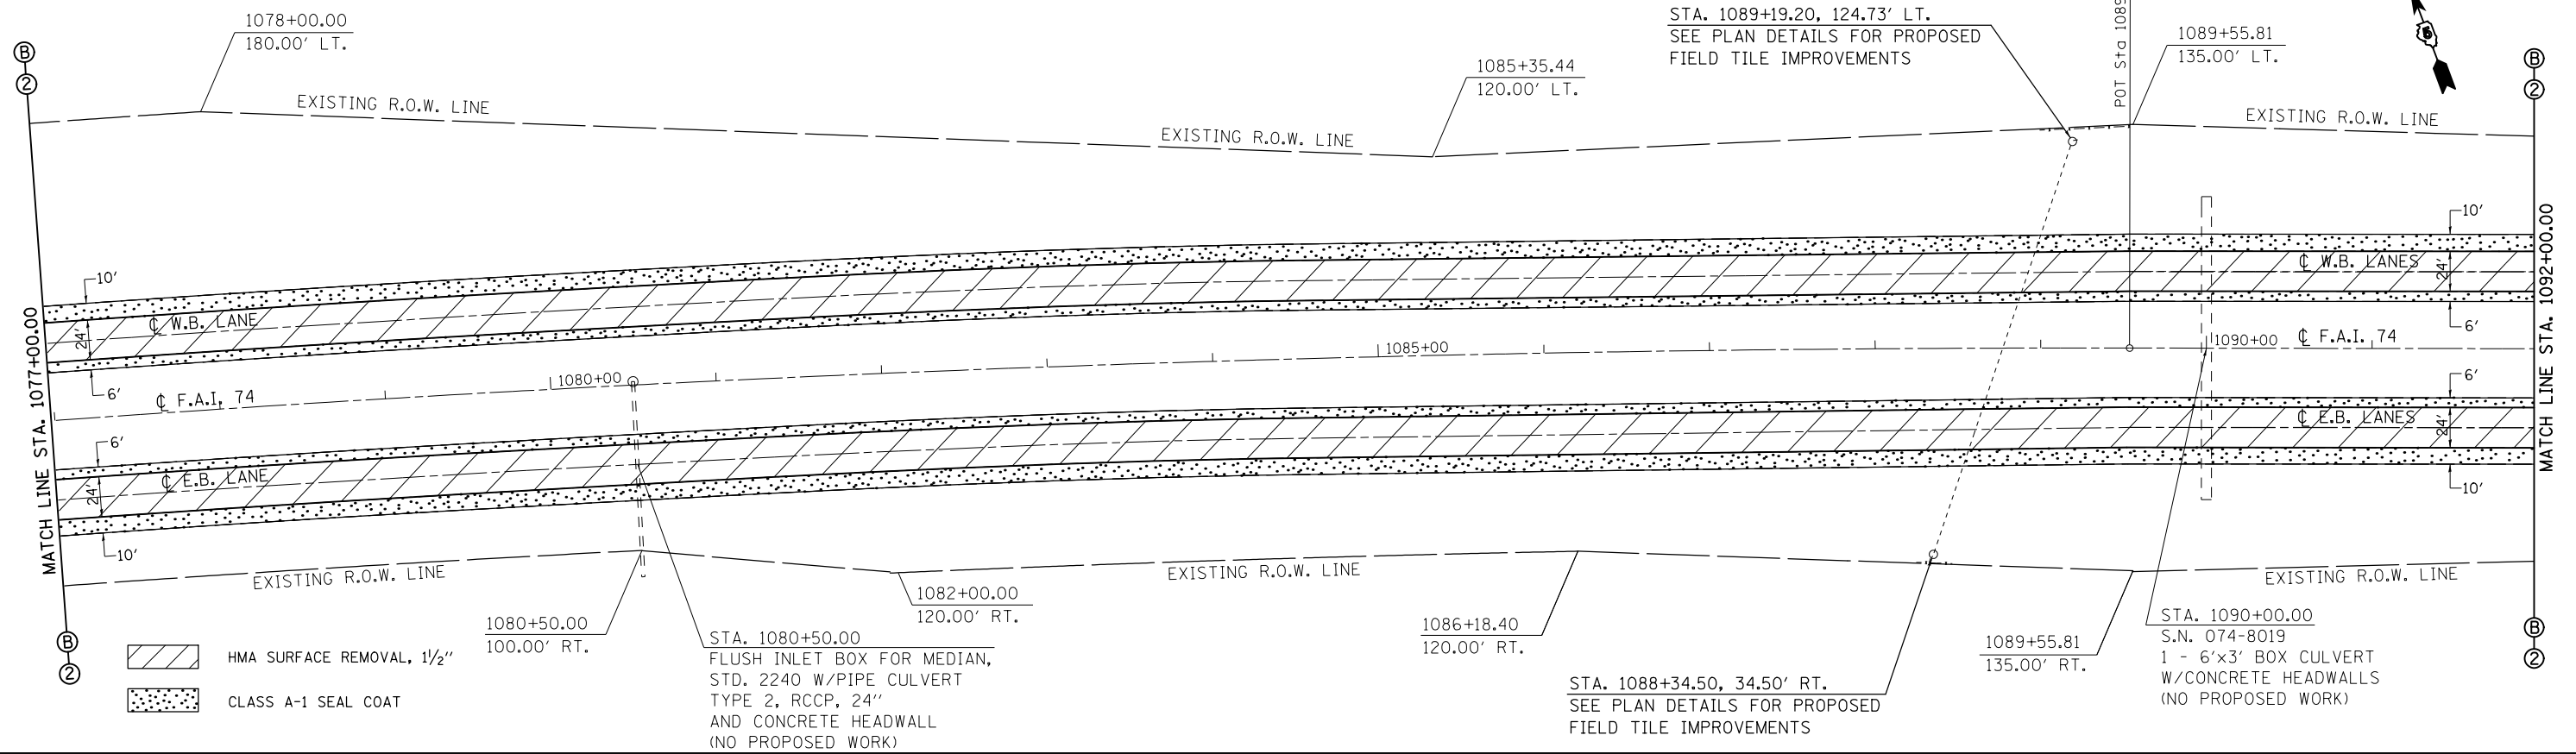 1078+00.00
180.00' LT.
STA. 1089+19.20, 124.73' LT.
SEE PLAN DETAILS FOR PROPOSED
FIELD TILE IMPROVEMENTS
POT Sta 1089
1089+55.81
135.00' LT.
1085+35.44
120.00' LT.
B
2
B
2
EXISTING R.O.W. LINE
EXISTING R.O.W. LINE
EXISTING R.O.W. LINE
MATCH LINE STA. 1077+00.00
MATCH LINE STA. 1092+00.00
10'
24'
6'
℄ W.B. LANE
10'
24'
6'
℄ W.B. LANES
℄ F.A.I. 74
1080+00
1085+00
1090+00
℄ F.A.I. 74
6'
24'
10'
℄ E.B. LANE
6'
24'
10'
℄ E.B. LANES
EXISTING R.O.W. LINE
EXISTING R.O.W. LINE
EXISTING R.O.W. LINE
B
2
B
2
1080+50.00
100.00' RT.
1082+00.00
120.00' RT.
1086+18.40
120.00' RT.
1089+55.81
135.00' RT.
HMA SURFACE REMOVAL, 1½"
CLASS A-1 SEAL COAT
STA. 1080+50.00
FLUSH INLET BOX FOR MEDIAN,
STD. 2240 W/PIPE CULVERT
TYPE 2, RCCP, 24"
AND CONCRETE HEADWALL
(NO PROPOSED WORK)
STA. 1088+34.50, 34.50' RT.
SEE PLAN DETAILS FOR PROPOSED
FIELD TILE IMPROVEMENTS
STA. 1090+00.00
S.N. 074-8019
1 - 6'x3' BOX CULVERT
W/CONCRETE HEADWALLS
(NO PROPOSED WORK)